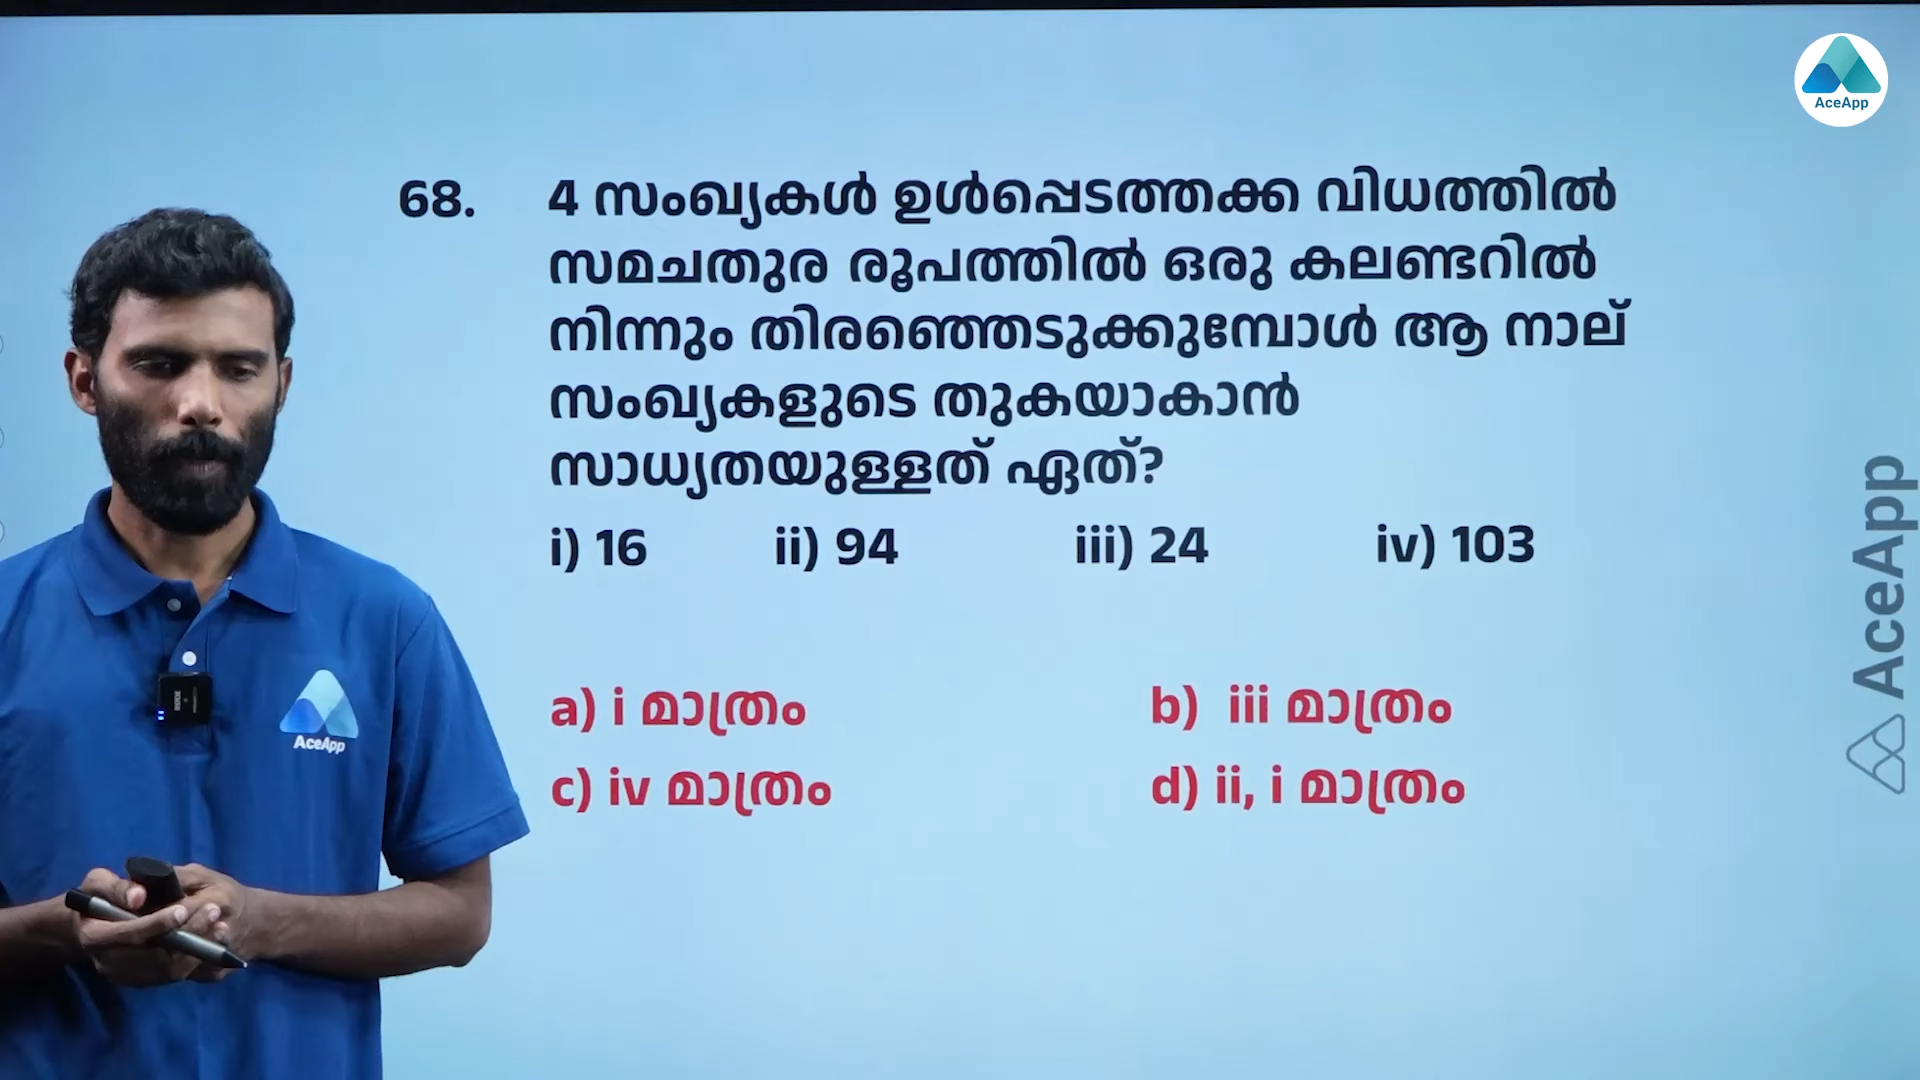 AceApp
68. 4 സംഖ്യകൾ ഉൾപ്പെടത്തക്ക വിധത്തിൽ
സമചതുര രൂപത്തിൽ ഒരു കലണ്ടറിൽ
നിന്നും തിരഞ്ഞെടുക്കുമ്പോൾ ആ നാല്
സംഖ്യകളുടെ തുകയാകാൻ
സാധ്യതയുള്ളത് ഏത്?
i) 16 ii) 94 iii) 24 iv) 103
a) i മാത്രം b) iii മാത്രം
c) iv മാത്രം d) ii, i മാത്രം
AceApp
AceApp